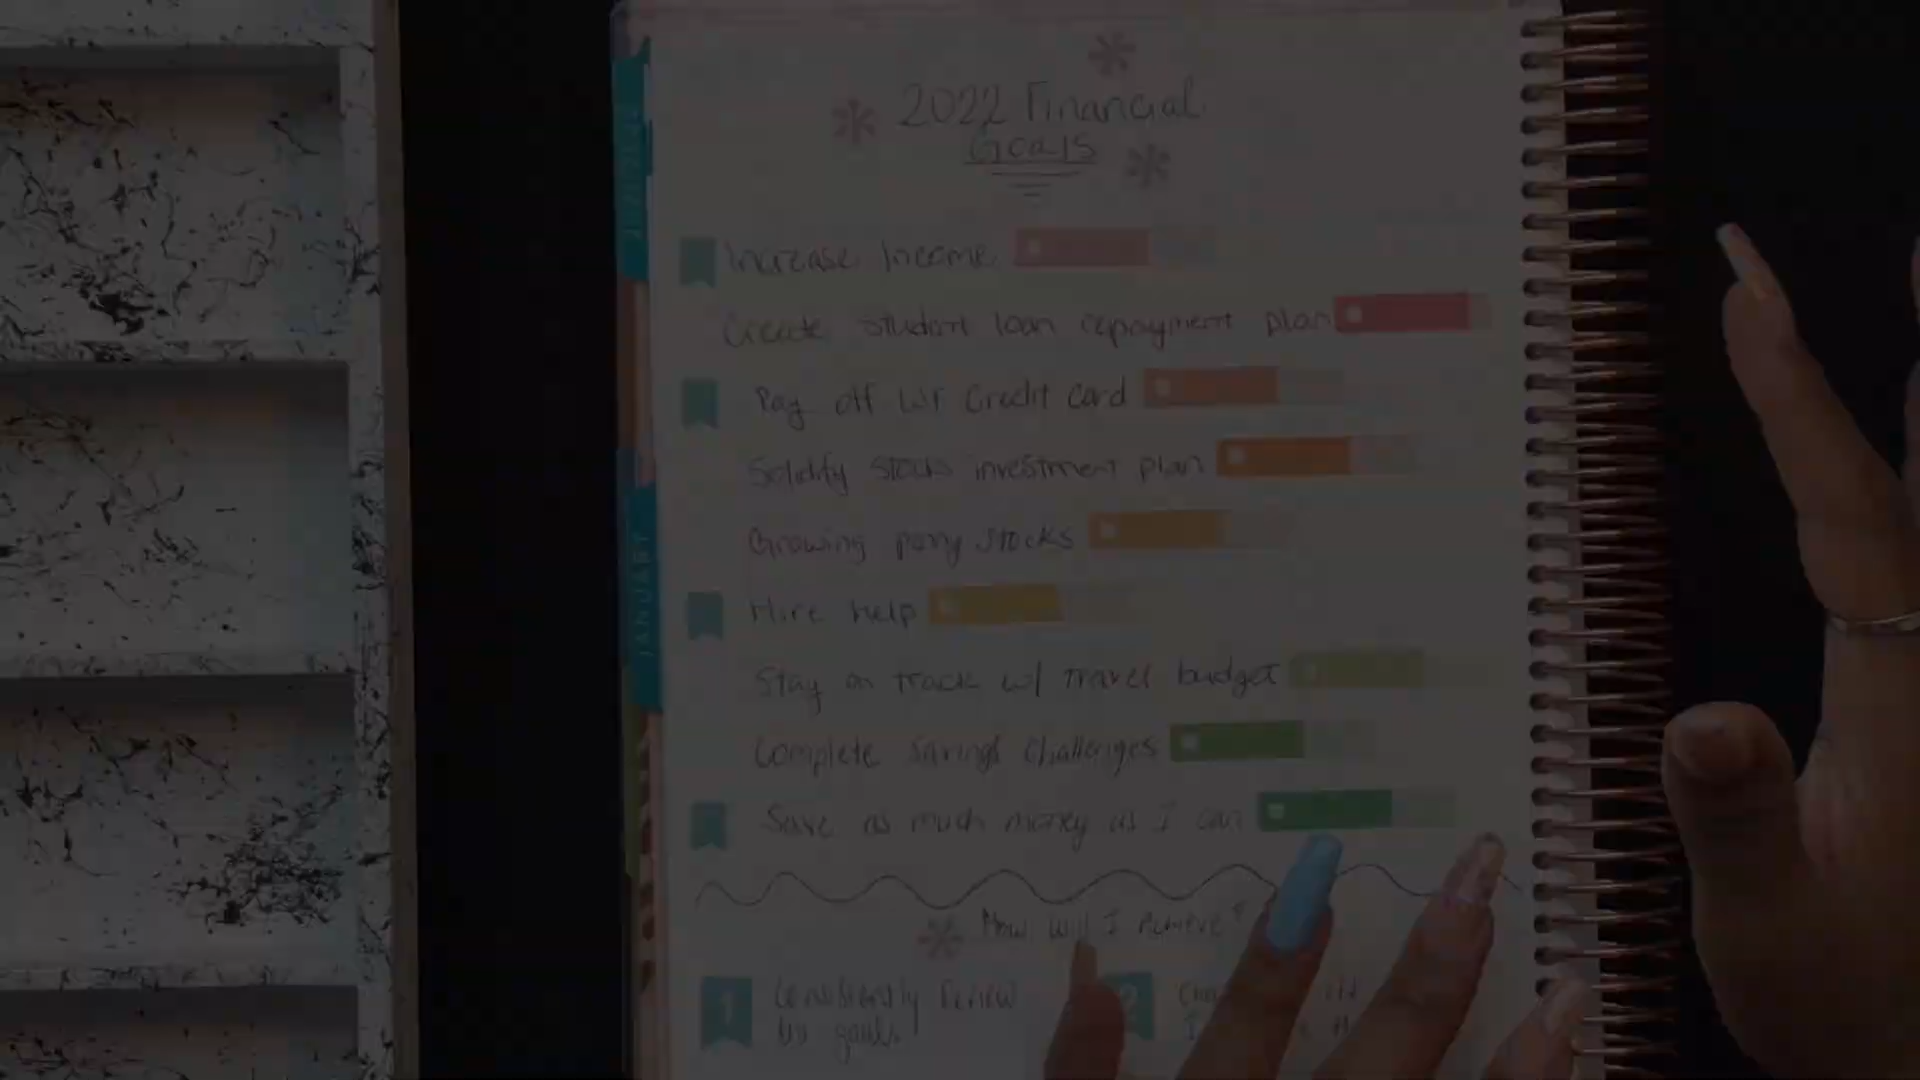 2022 Financial
Goals
Increase Income
Create student loan repayment plan
Pay off WF Credit Card
Solidify stocks investment plan
Growing stocks
Hire help
Stay on track w/ travel budget
Complete Savings Challenges
Save as much money as I can
How will I achieve?
1 Consistently Review 2
goals.
JANUARY